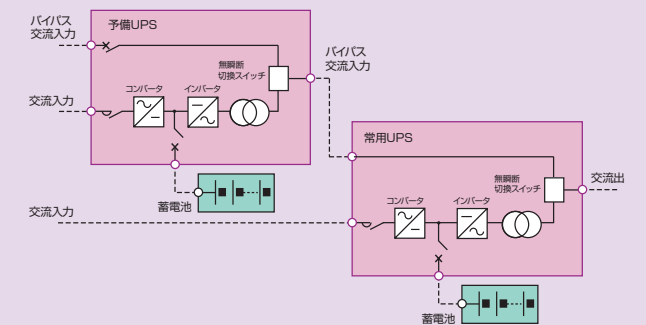 バイパス
交流入力
予備UPS
無瞬断
切換スイッチ
バイパス
交流入力
コンバータ
インバータ
交流入力
蓄電池
常用UPS
無瞬断
切換スイッチ
交流出
コンバータ
インバータ
交流入力
蓄電池